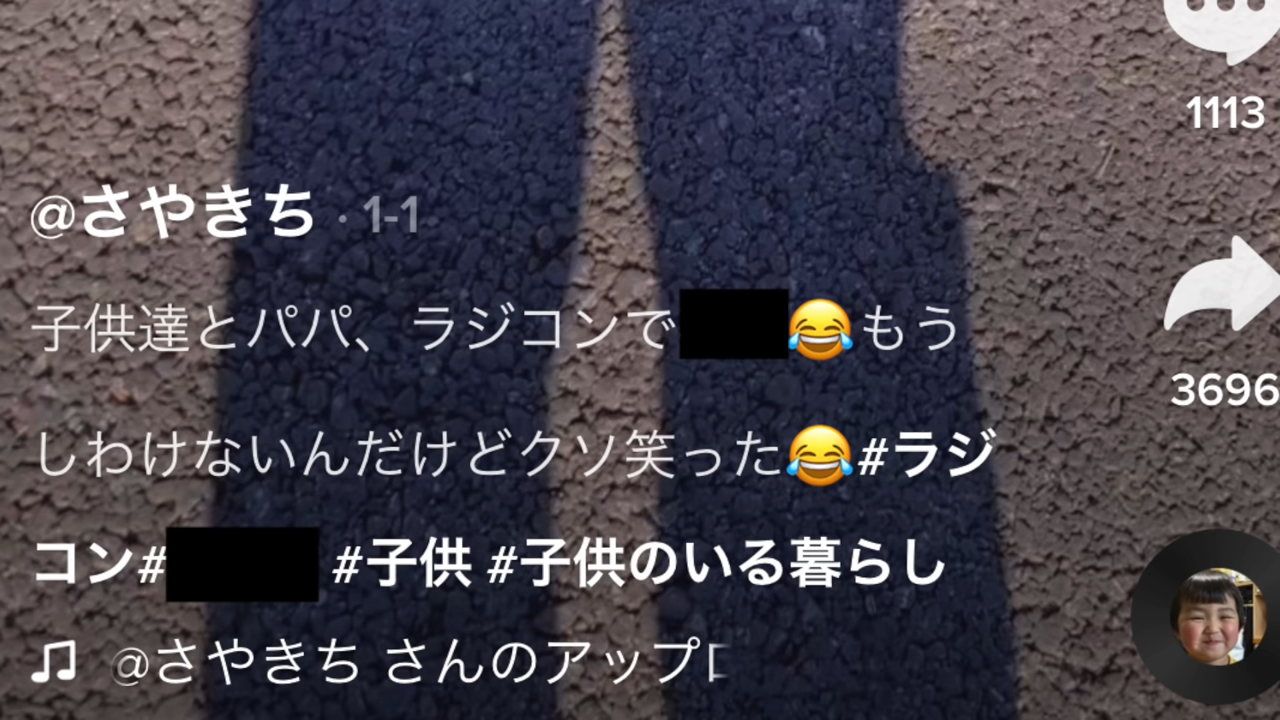 1113
@さやきち · 1-1
子供達とパパ、ラジコンで😂もう
3696
しわけないんだけどクソ笑った😂#ラジ
コン# #子供 #子供のいる暮らし
@さやきち さんのアップ